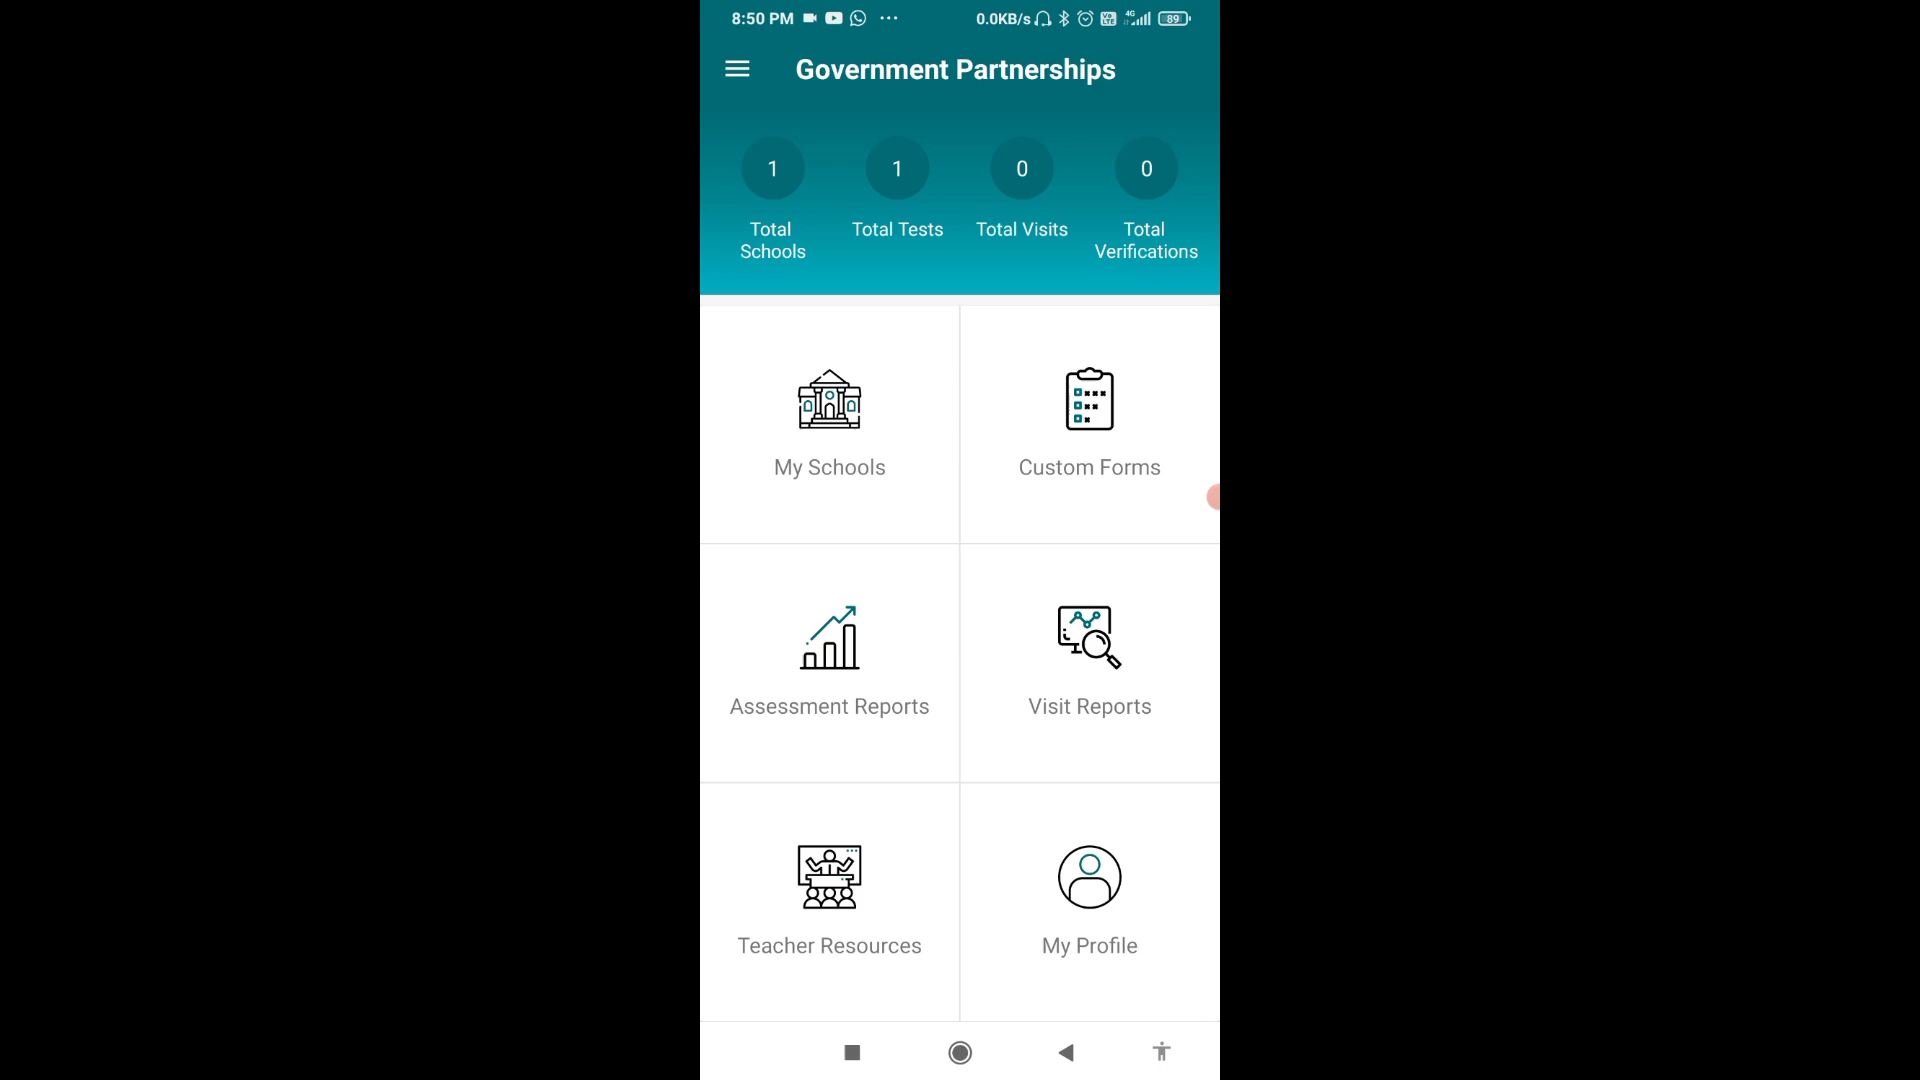 8:50 PM
0.0KB/s
4G
89
Government Partnerships
1
1
0
0
Total
Schools
Total Tests
Total Visits
Total
Verifications
My Schools
Custom Forms
Assessment Reports
Visit Reports
Teacher Resources
My Profile